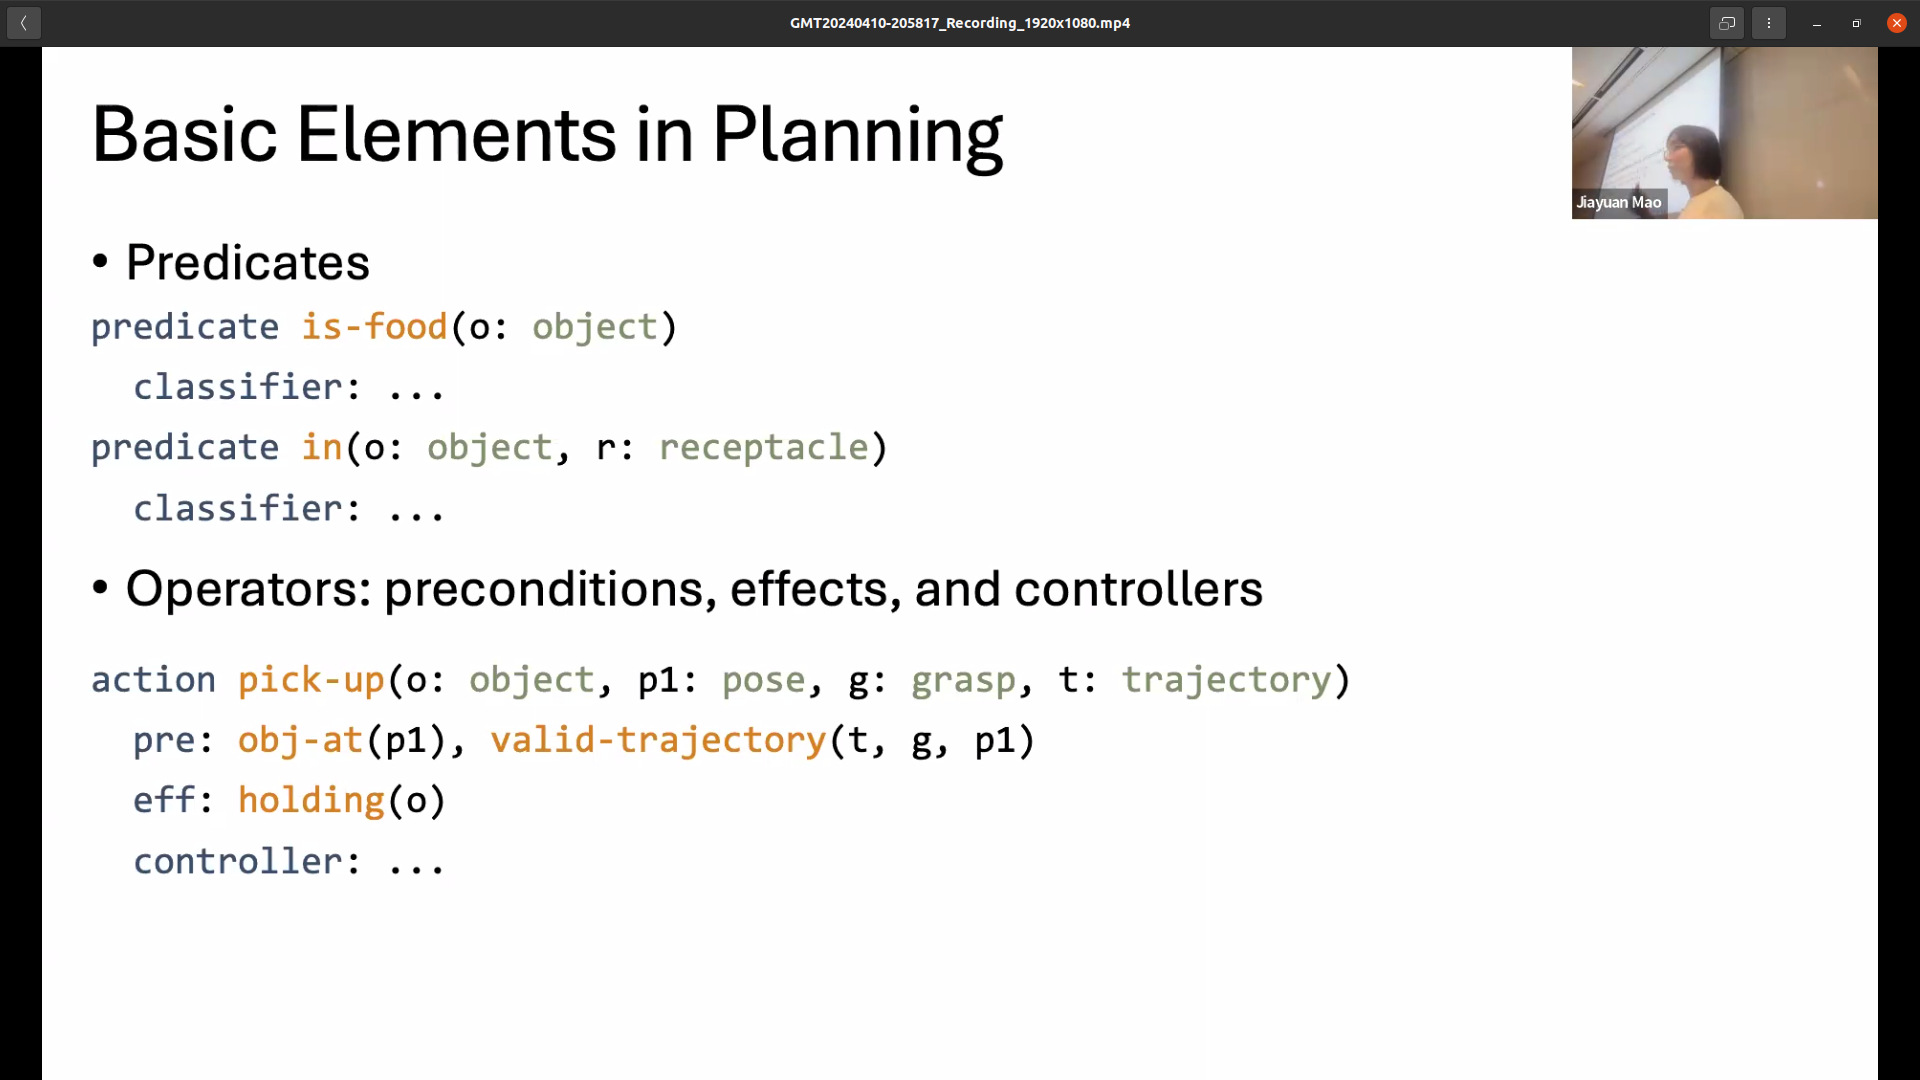 GMT20240410-205817_Recording_1920x1080.mp4
Basic Elements in Planning
Jiayuan Mao
• Predicates
predicate is-food(o: object)
classifier: ...
predicate in(o: object, r: receptacle)
classifier: ...
• Operators: preconditions, effects, and controllers
action pick-up(o: object, p1: pose, g: grasp, t: trajectory)
pre: obj-at(p1), valid-trajectory(t, g, p1)
eff: holding(o)
controller: ...